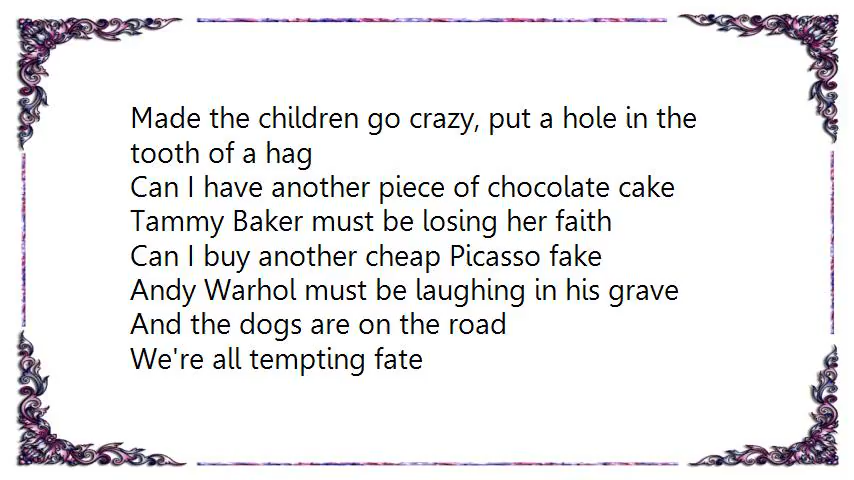 Made the children go crazy, put a hole in the
tooth of a hag
Can I have another piece of chocolate cake
Tammy Baker must be losing her faith
Can I buy another cheap Picasso fake
Andy Warhol must be laughing in his grave
And the dogs are on the road
We're all tempting fate